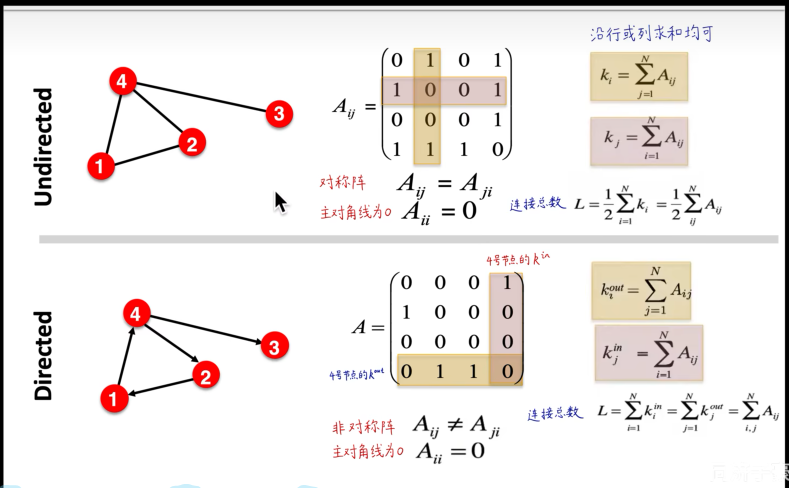 沿行或列求和均可
Undirected
4
3
2
1
A_{ij} = \begin{pmatrix} 0 & 1 & 0 & 1 \\ 1 & 0 & 0 & 1 \\ 0 & 0 & 0 & 1 \\ 1 & 1 & 1 & 0 \end{pmatrix}
k_i = \sum_{j=1}^{N} A_{ij}
k_j = \sum_{i=1}^{N} A_{ij}
对称阵 A_{ij} = A_{ji}
主对角线为0 A_{ii} = 0
连接总数 L = \frac{1}{2} \sum_{i=1}^{N} k_i = \frac{1}{2} \sum_{ij}^{N} A_{ij}
Directed
4
3
2
1
4号节点的k^{in}
A = \begin{pmatrix} 0 & 0 & 0 & 1 \\ 1 & 0 & 0 & 0 \\ 0 & 0 & 0 & 0 \\ 0 & 1 & 1 & 0 \end{pmatrix}
4号节点的k^{out}
k_i^{out} = \sum_{j=1}^{N} A_{ij}
k_j^{in} = \sum_{i=1}^{N} A_{ij}
非对称阵 A_{ij} ≠ A_{ji}
主对角线为0 A_{ii} = 0
连接总数 L = \sum_{i=1}^{N} k_i^{in} = \sum_{j=1}^{N} k_j^{out} = \sum_{i,j}^{N} A_{ij}